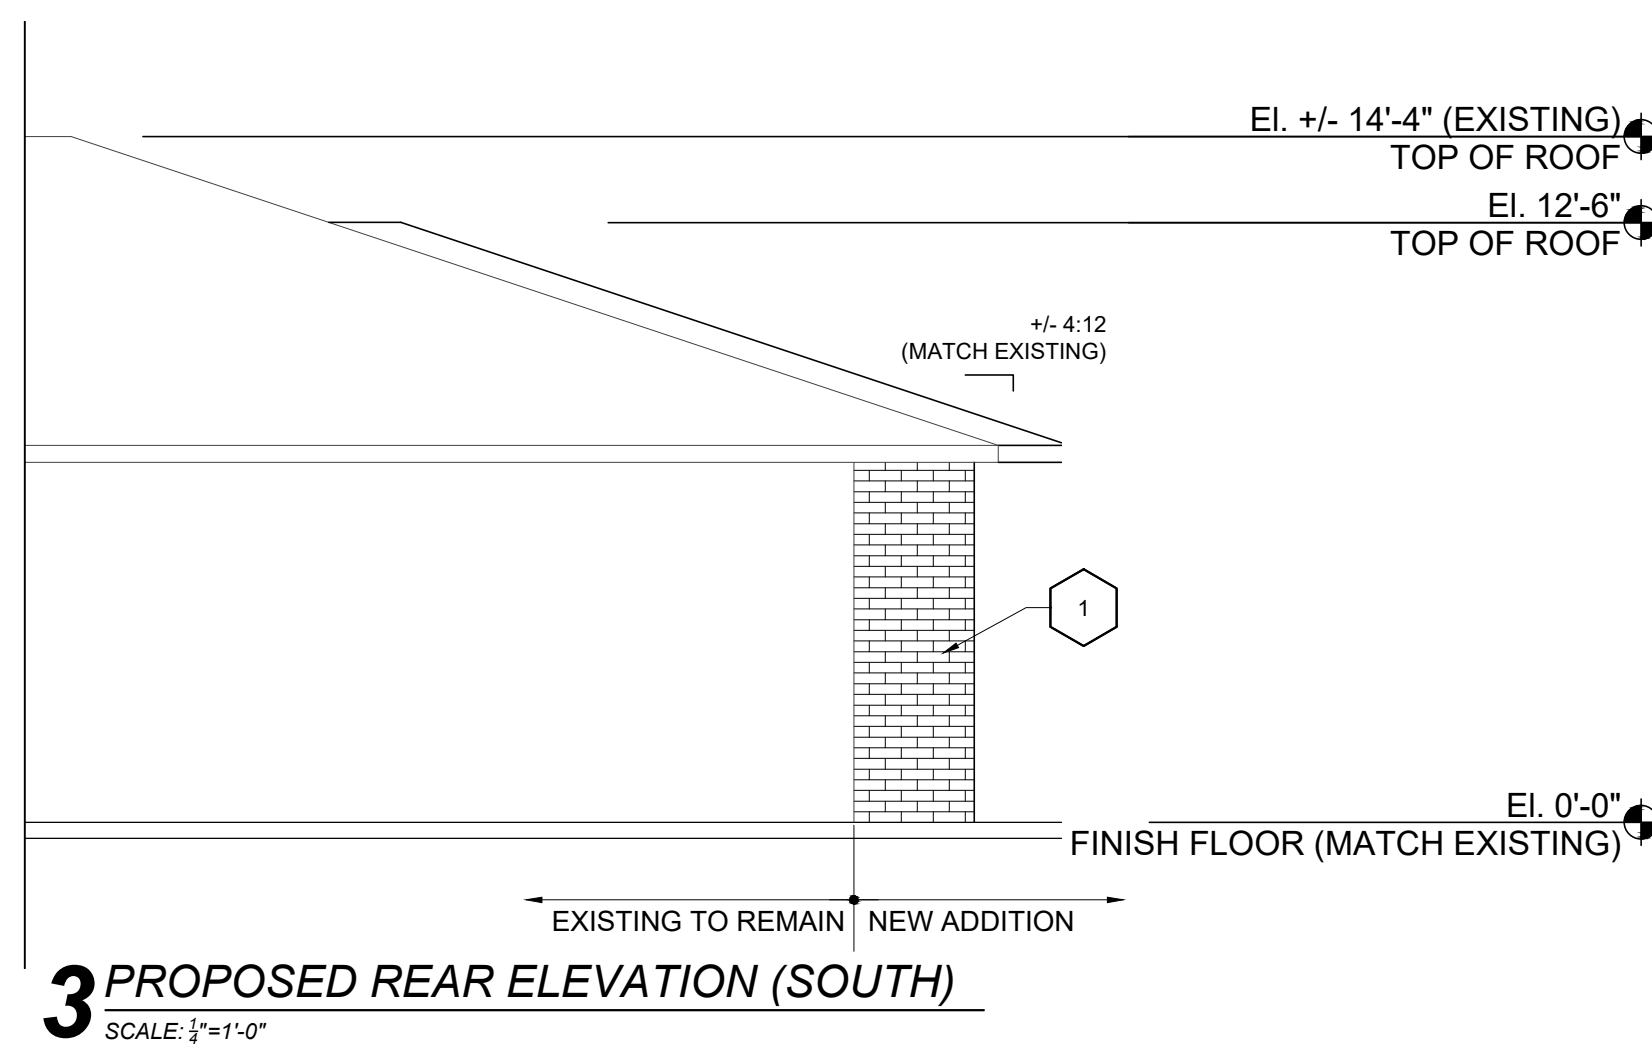 El. +/- 14'-4" (EXISTING)
TOP OF ROOF
El. 12'-6"
TOP OF ROOF
+/- 4:12
(MATCH EXISTING)
1
El. 0'-0"
FINISH FLOOR (MATCH EXISTING)
EXISTING TO REMAIN
NEW ADDITION
3 PROPOSED REAR ELEVATION (SOUTH)
SCALE: 1/4"=1'-0"